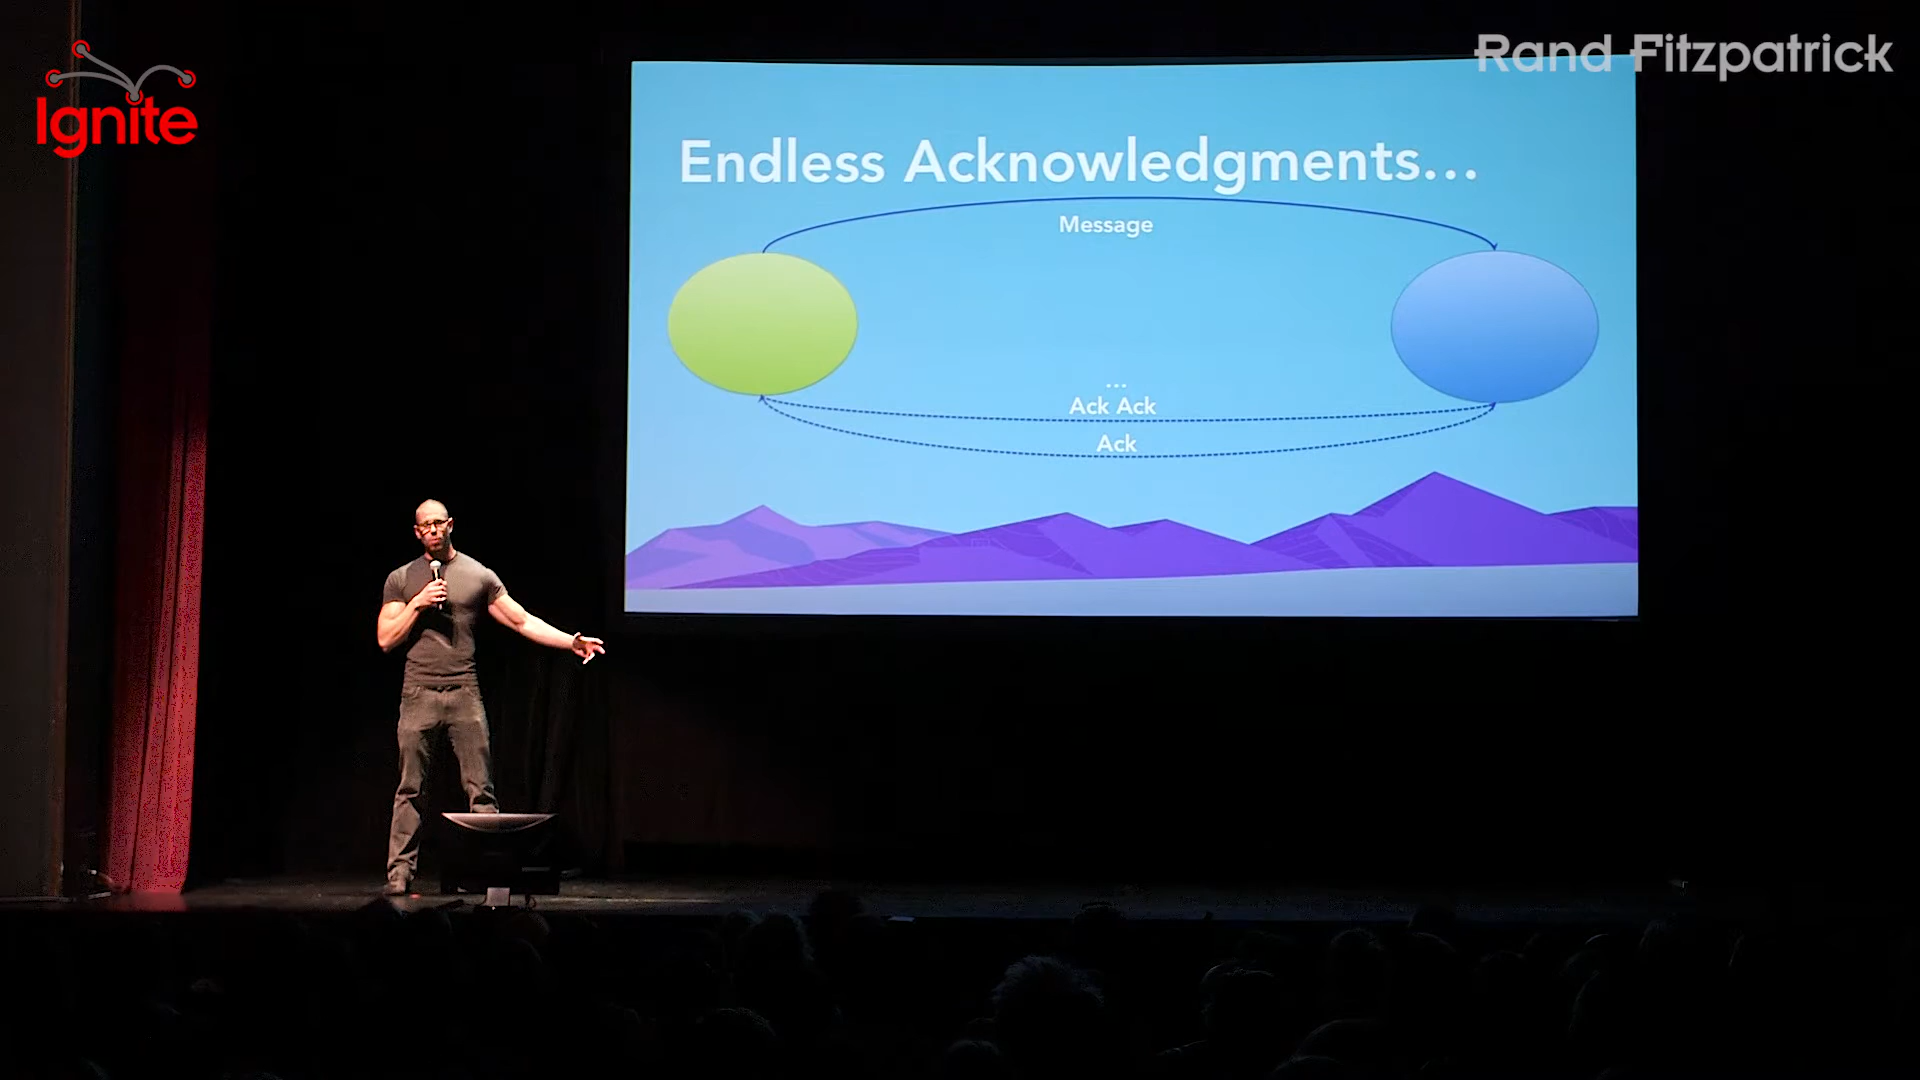 Ignite
Rand Fitzpatrick
Endless Acknowledgments...
Message
...
Ack Ack
Ack